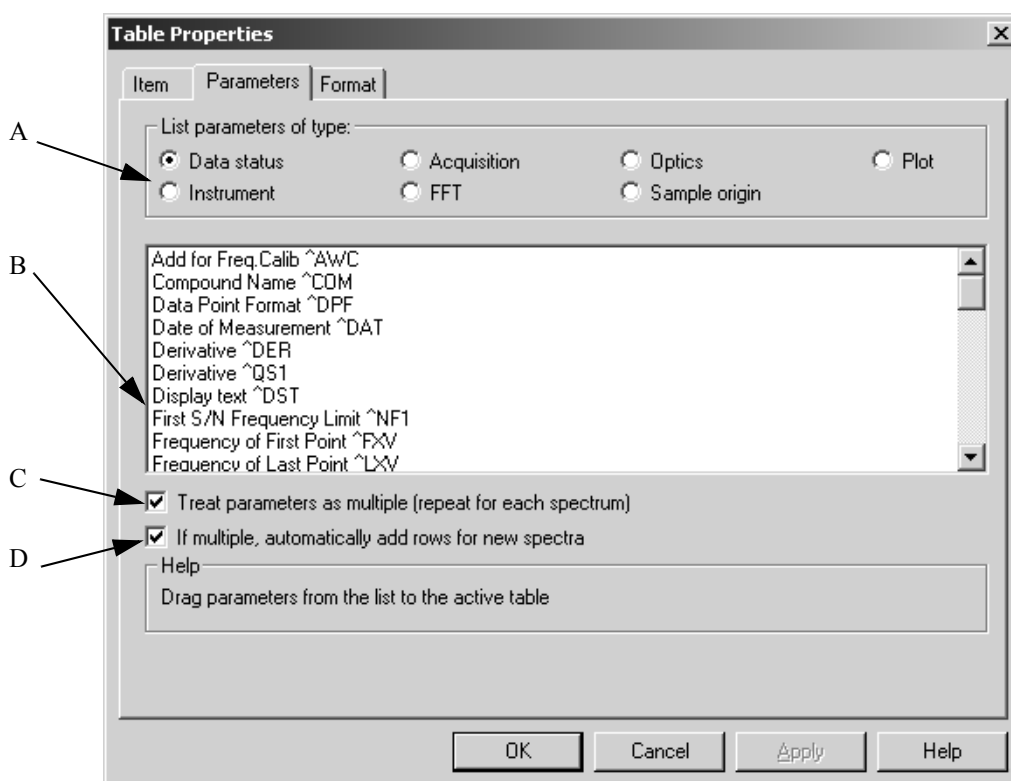 Table Properties
Item Parameters Format
List parameters of type:
A
Data status Acquisition Optics Plot
Instrument FFT Sample origin
B
Add for Freq.Calib ^AWC
Compound Name ^COM
Data Point Format ^DPF
Date of Measurement ^DAT
Derivative ^DER
Derivative ^QS1
Display text ^DST
First S/N Frequency Limit ^NF1
Frequency of First Point ^FXV
Frequency of Last Point ^LXV
C
Treat parameters as multiple (repeat for each spectrum)
D
If multiple, automatically add rows for new spectra
Help
Drag parameters from the list to the active table
OK Cancel Apply Help